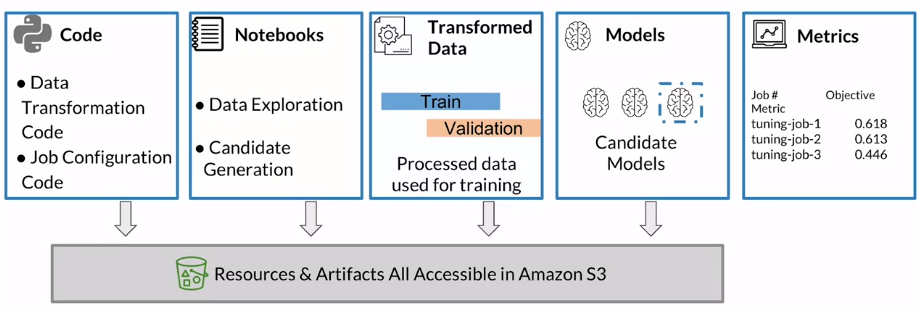 Code
● Data
Transformation
Code
● Job Configuration
Code
Notebooks
● Data Exploration
● Candidate
Generation
Transformed
Data
Train
Validation
Processed data
used for training
Models
Candidate
Models
Metrics
Job # Objective
Metric
tuning-job-1 0.618
tuning-job-2 0.613
tuning-job-3 0.446
Resources & Artifacts All Accessible in Amazon S3